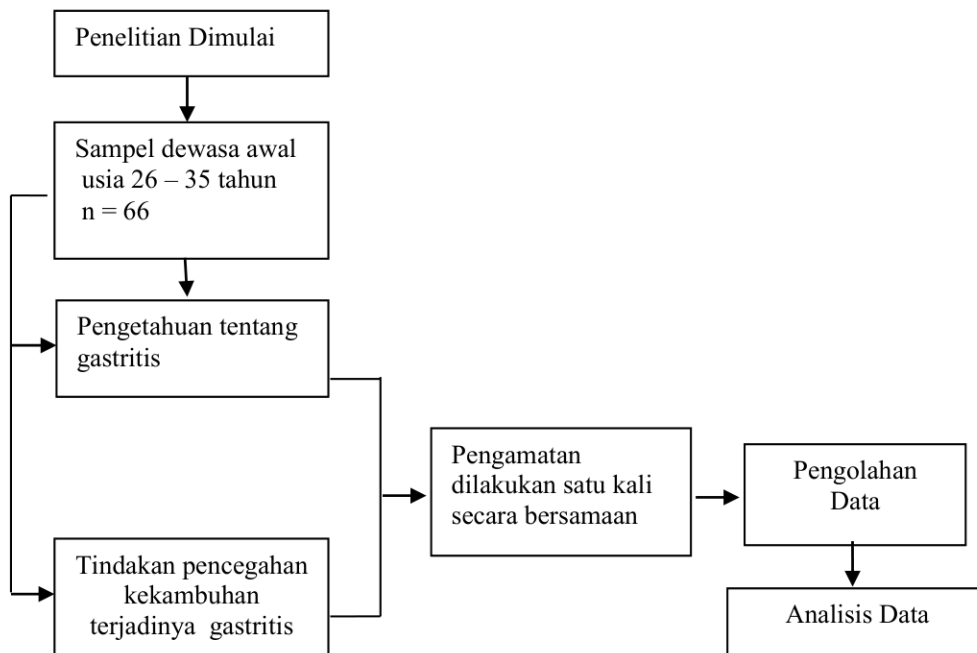 Penelitian Dimulai
Sampel dewasa awal
usia 26 – 35 tahun
n = 66
Pengetahuan tentang
gastritis
Tindakan pencegahan
kekambuhan
terjadinya gastritis
Pengamatan
dilakukan satu kali
secara bersamaan
Pengolahan
Data
Analisis Data